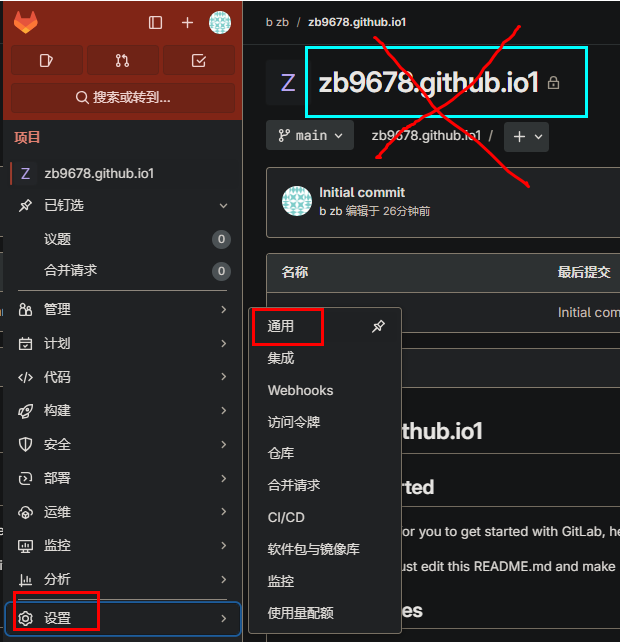 搜索或转到...
项目
Z zb9678.github.io1
已钉选
议题 0
合并请求 0
管理
计划
代码
构建
安全
部署
运维
监控
分析
设置
b zb / zb9678.github.io1
Z zb9678.github.io1
main zb9678.github.io1 / +
Initial commit
b zb 编辑于 26分钟前
名称 最后提交
Initial com
通用
集成
Webhooks
访问令牌
仓库
合并请求
CI/CD
软件包与镜像库
监控
使用量配额
thub.io1
rted
or you to get started with GitLab, he
ust edit this README.md and make
es